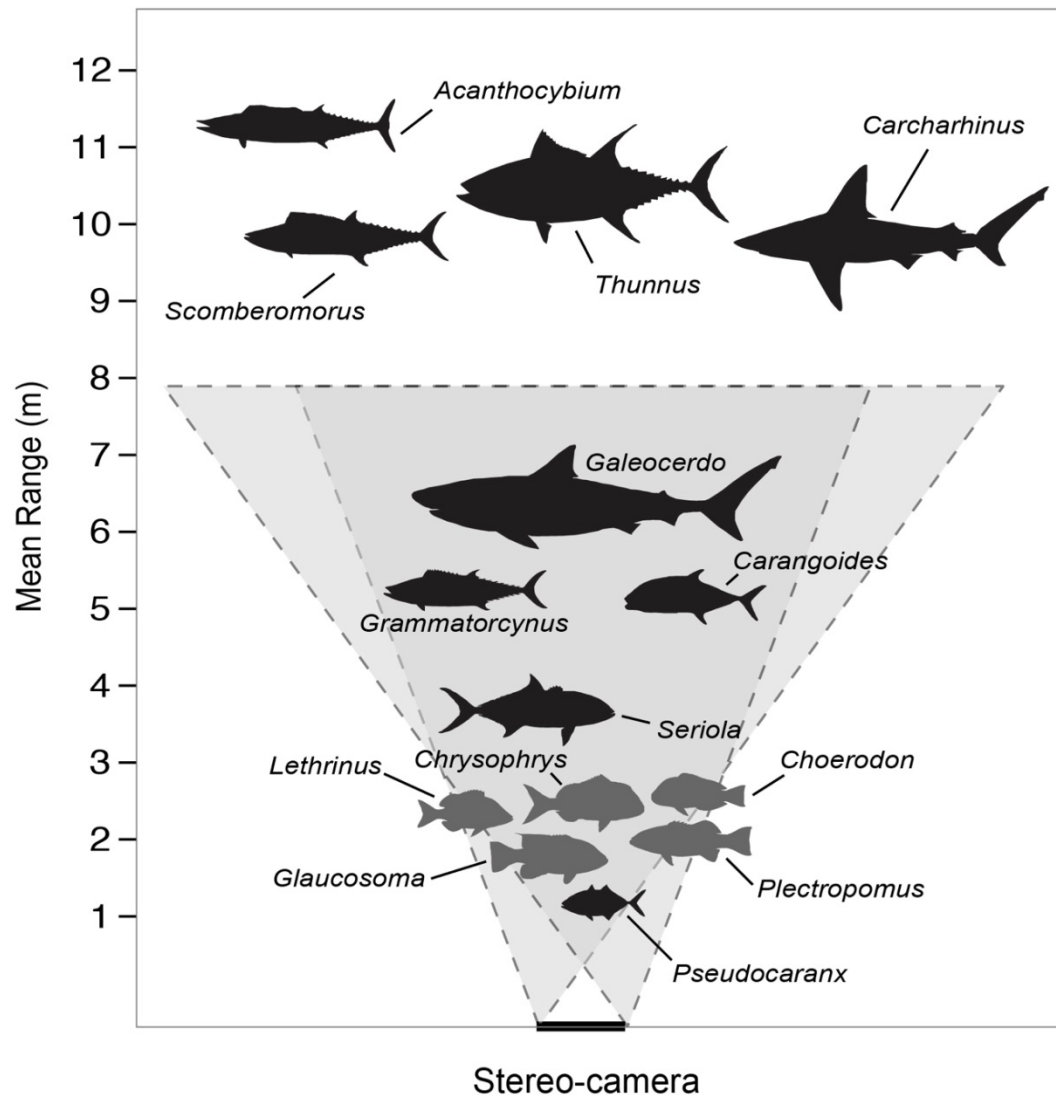 12
Acanthocybium
Carcharhinus
11
10
Thunnus
9
Scomberomorus
8
Mean Range (m)
7
Galeocerdo
6
Carangoides
5
Grammatorcynus
4
Seriola
3
Chrysophrys
Lethrinus
Choerodon
2
Glaucosoma
Plectropomus
1
Pseudocaranx
Stereo-camera